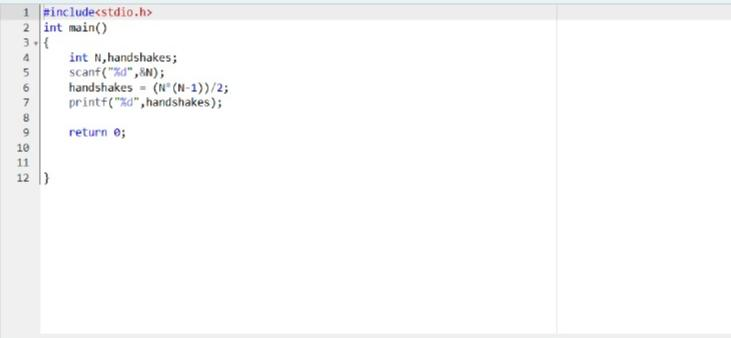 1 #include<stdio.h>
2 int main()
3 {
4 int N,handshakes;
5 scanf("%d",&N);
6 handshakes = (N*(N-1))/2;
7 printf("%d",handshakes);
8
9 return 0;
10
11
12 }